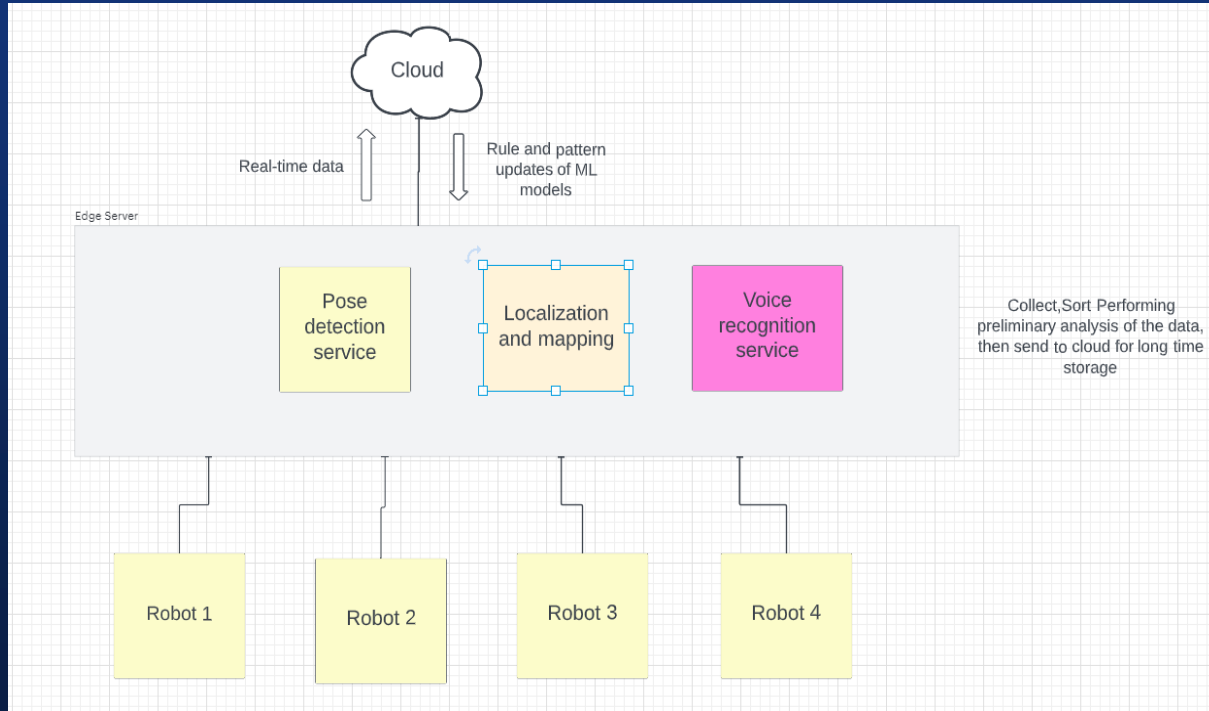 Cloud
Real-time data
Rule and pattern
updates of ML
models
Edge Server
Pose
detection
service
Localization
and mapping
Voice
recognition
service
Collect,Sort Performing
preliminary analysis of the data,
then send to cloud for long time
storage
Robot 1
Robot 2
Robot 3
Robot 4